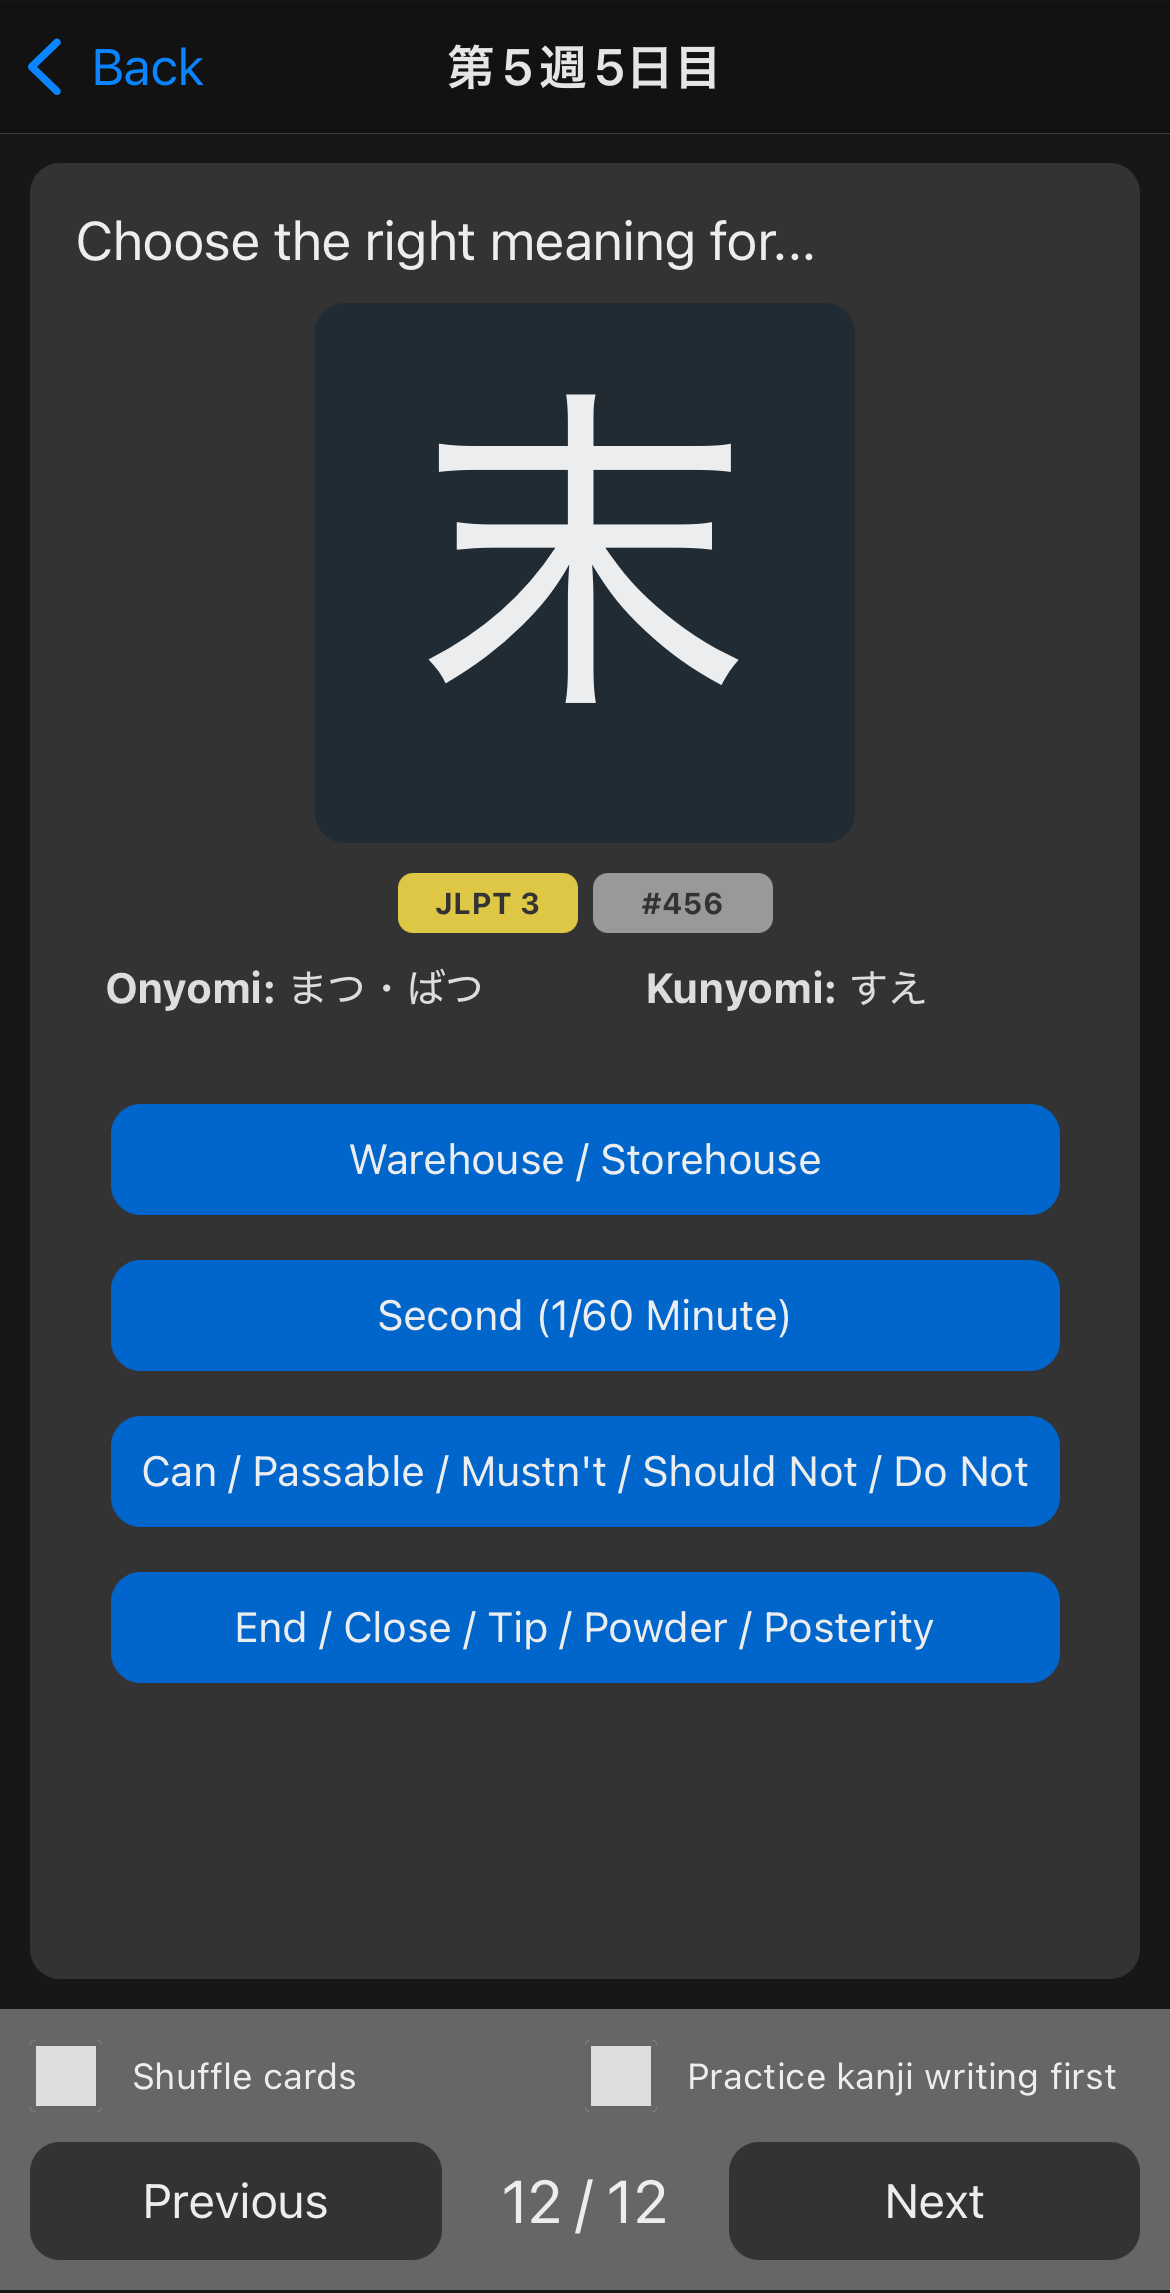 Back
第5週5日目
Choose the right meaning for...
末
JLPT 3
#456
Onyomi: まつ・ばつ
Kunyomi: すえ
Warehouse / Storehouse
Second (1/60 Minute)
Can / Passable / Mustn't / Should Not / Do Not
End / Close / Tip / Powder / Posterity
Shuffle cards
Practice kanji writing first
Previous
12 / 12
Next